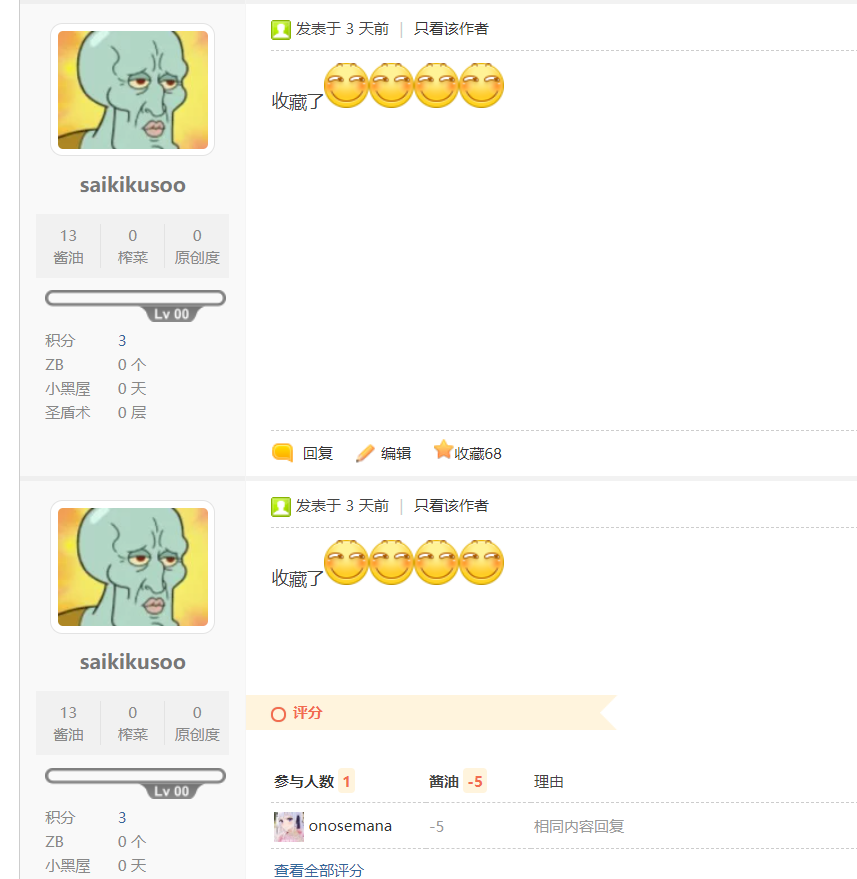 发表于 3 天前 | 只看该作者
收藏了
saikikusoo
13 0 0
酱油 榨菜 原创度
Lv 00
积分 3
ZB 0 个
小黑屋 0 天
圣盾术 0 层
回复 编辑 收藏68
发表于 3 天前 | 只看该作者
收藏了
saikikusoo
13 0 0
酱油 榨菜 原创度
Lv 00
积分 3
ZB 0 个
小黑屋 0 天
评分
参与人数 1 酱油 -5 理由
onosemana -5 相同内容回复
查看全部评分